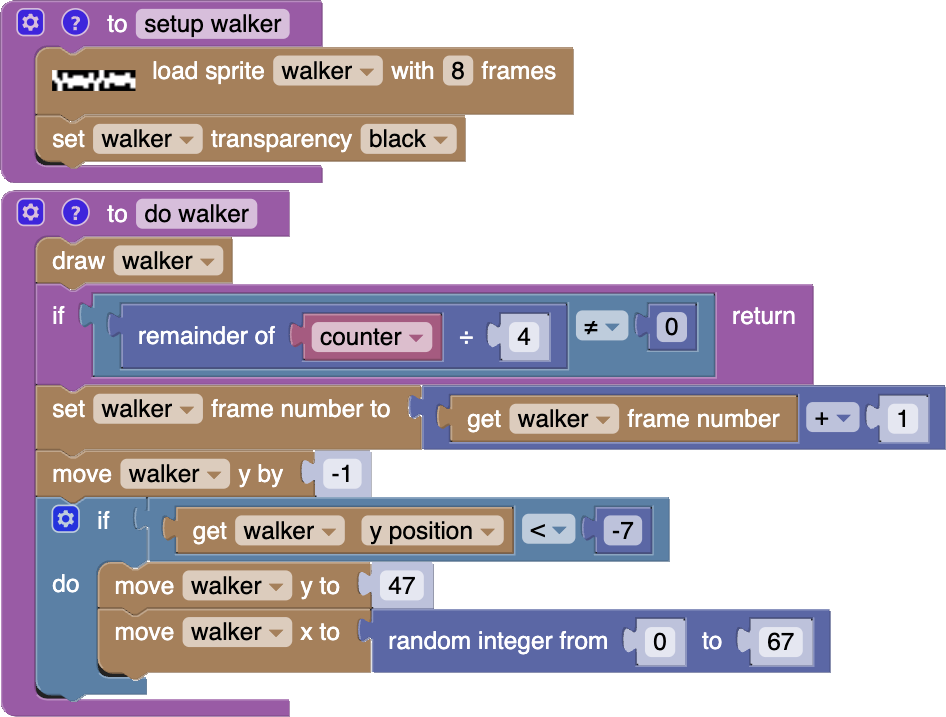 ? to setup walker
load sprite walker with 8 frames
set walker transparency black
? to do walker
draw walker
if remainder of counter ÷ 4 ≠ 0 return
set walker frame number to get walker frame number + 1
move walker y by -1
if get walker y position < -7
do move walker y to 47
move walker x to random integer from 0 to 67